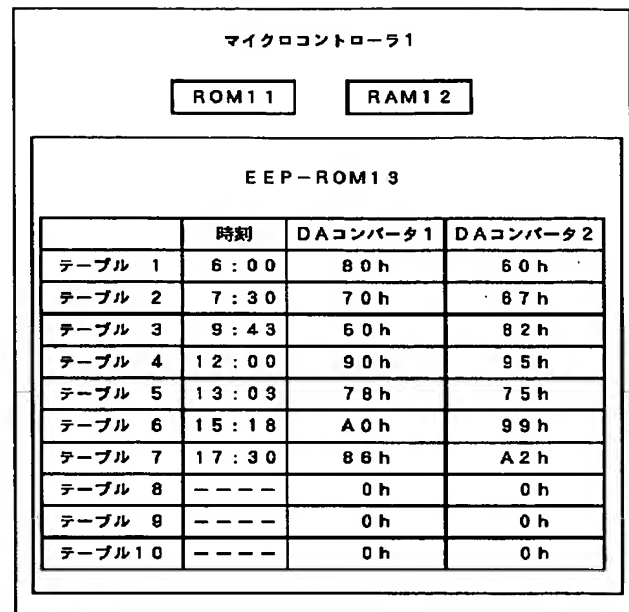 マイクロコントローラ1
ROM11 RAM12
EEP-ROM13
時刻 DAコンバータ1 DAコンバータ2
テーブル 1 6:00 80h 60h
テーブル 2 7:30 70h 67h
テーブル 3 9:43 60h 82h
テーブル 4 12:00 90h 95h
テーブル 5 13:03 78h 75h
テーブル 6 15:18 A0h 99h
テーブル 7 17:30 86h A2h
テーブル 8 ---- 0h 0h
テーブル 9 ---- 0h 0h
テーブル10 ---- 0h 0h